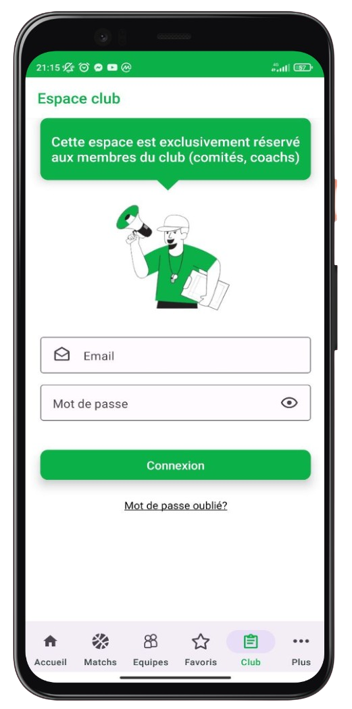 21:15
87
Espace club
Cette espace est exclusivement réservé
aux membres du club (comités, coachs)
Email
Mot de passe
Connexion
Mot de passe oublié?
Accueil Matchs Equipes Favoris Club Plus